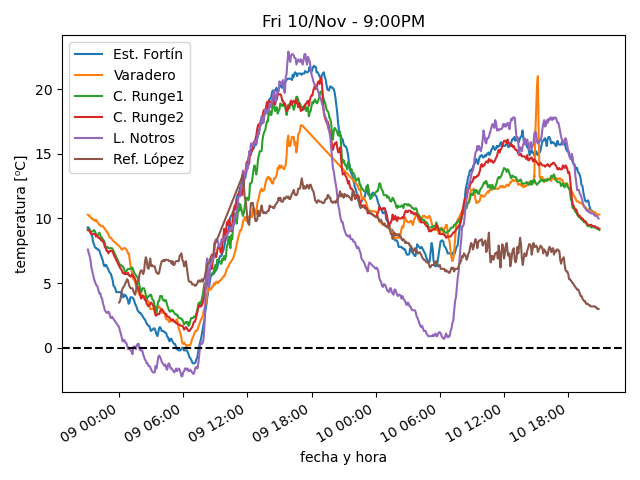 Fri 10/Nov - 9:00PM
Est. Fortín
Varadero
C. Runge1
C. Runge2
L. Notros
Ref. López
temperatura [°C]
20
15
10
5
0
09 00:00
09 06:00
09 12:00
09 18:00
10 00:00
10 06:00
10 12:00
10 18:00
fecha y hora